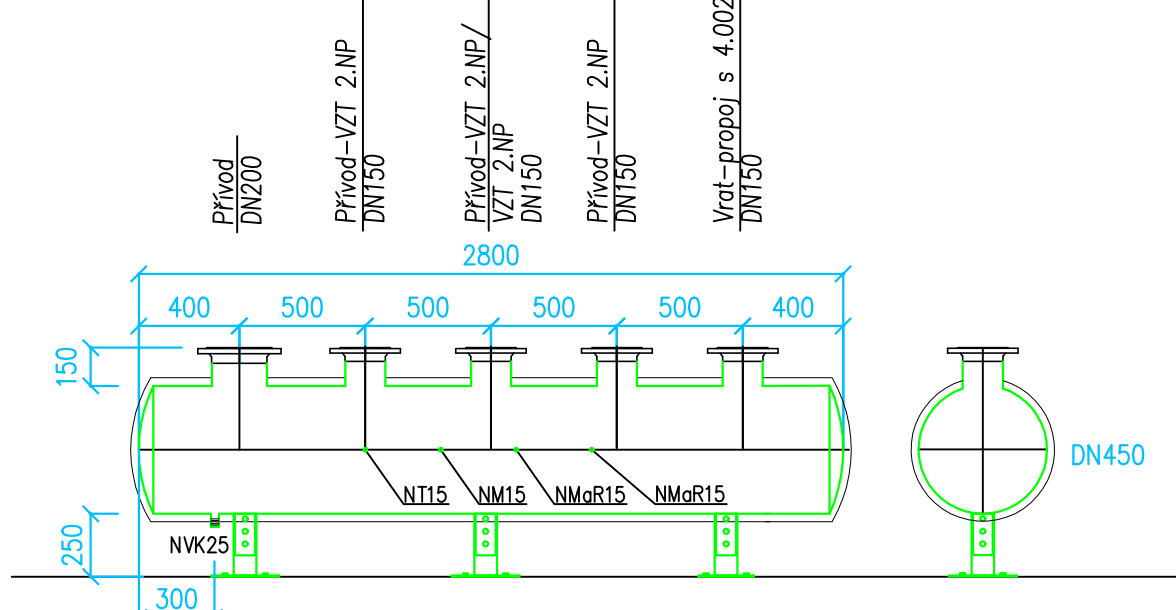 Přívod
DN200
Přívod-VZT 2.NP
DN150
Přívod-VZT 2.NP/
VZT 2.NP
DN150
Přívod-VZT 2.NP
DN150
Vrat-propoj s 4.002
DN150
2800
400
500
500
500
500
400
150
DN450
NT15
NM15
NMaR15
NMaR15
250
NVK25
300